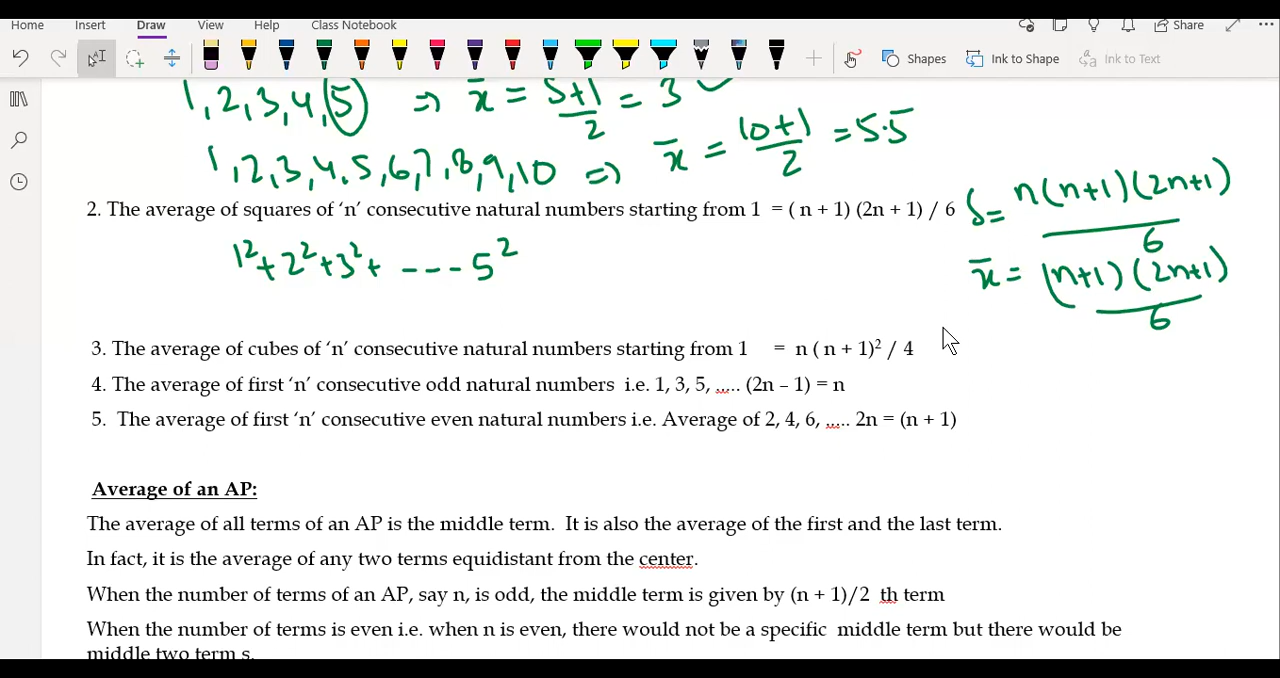 Home Insert Draw View Help Class Notebook Share
Shapes Ink to Shape Ink to Text
1, 2, 3, 4, 5 ⇒ x̄ = 5+1/2 = 3
1, 2, 3, 4, 5, 6, 7, 8, 9, 10 ⇒ x̄ = 10+1/2 = 5.5
2. The average of squares of ‘n’ consecutive natural numbers starting from 1 = ( n + 1) (2n + 1) / 6
S = n(n+1)(2n+1)/6
1² + 2² + 3² + --- 5²
x̄ = (n+1)(2n+1)/6
3. The average of cubes of ‘n’ consecutive natural numbers starting from 1 = n ( n + 1)² / 4
4. The average of first ‘n’ consecutive odd natural numbers i.e. 1, 3, 5, ..... (2n – 1) = n
5. The average of first ‘n’ consecutive even natural numbers i.e. Average of 2, 4, 6, ..... 2n = (n + 1)
Average of an AP:
The average of all terms of an AP is the middle term. It is also the average of the first and the last term.
In fact, it is the average of any two terms equidistant from the center.
When the number of terms of an AP, say n, is odd, the middle term is given by (n + 1)/2 th term
When the number of terms is even i.e. when n is even, there would not be a specific middle term but there would be
middle two term s.